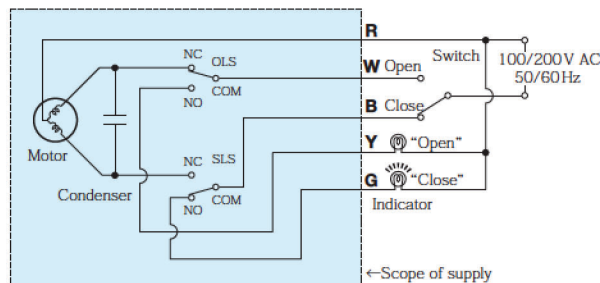 R
Switch
100/200V AC
50/60Hz
NC OLS
W Open
COM
NO
B Close
Motor
Y "Open"
NC SLS
Condenser
G "Close"
COM
NO
Indicator
←Scope of supply